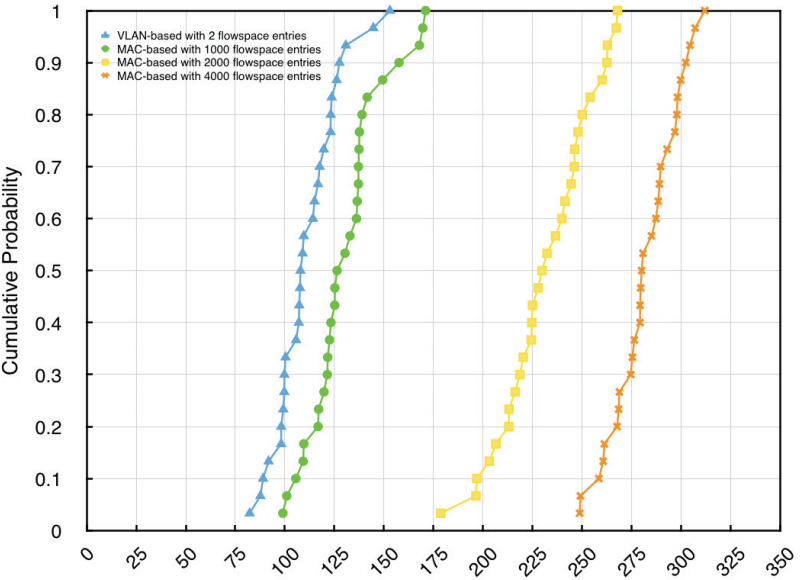 1
0.9
0.8
0.7
0.6
0.5
0.4
0.3
0.2
0.1
0
Cumulative Probability
VLAN-based with 2 flowspace entries
MAC-based with 1000 flowspace entries
MAC-based with 2000 flowspace entries
MAC-based with 4000 flowspace entries
0 25 50 75 100 125 150 175 200 225 250 275 300 325 350